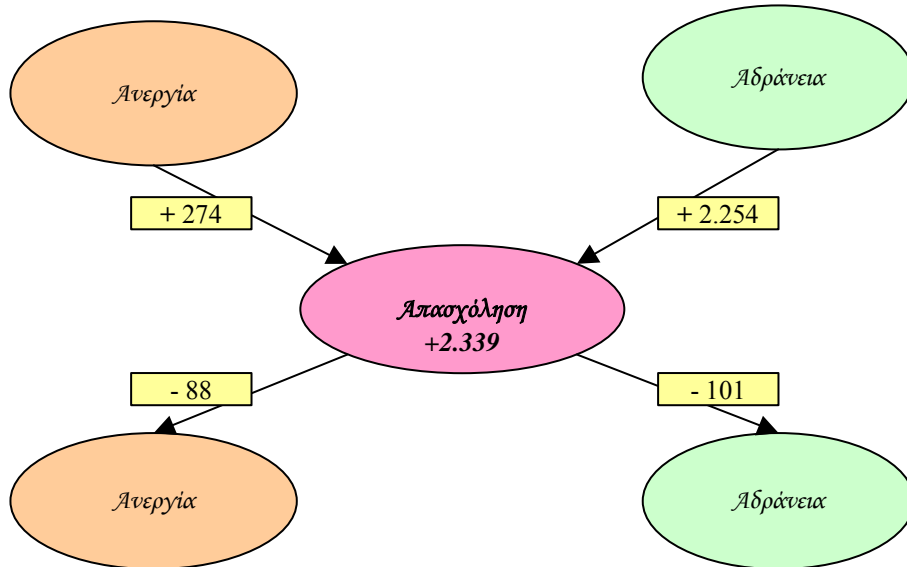 Ανεργία
Αδράνεια
+ 274
+ 2.254
Απασχόληση
+2.339
- 88
- 101
Ανεργία
Αδράνεια